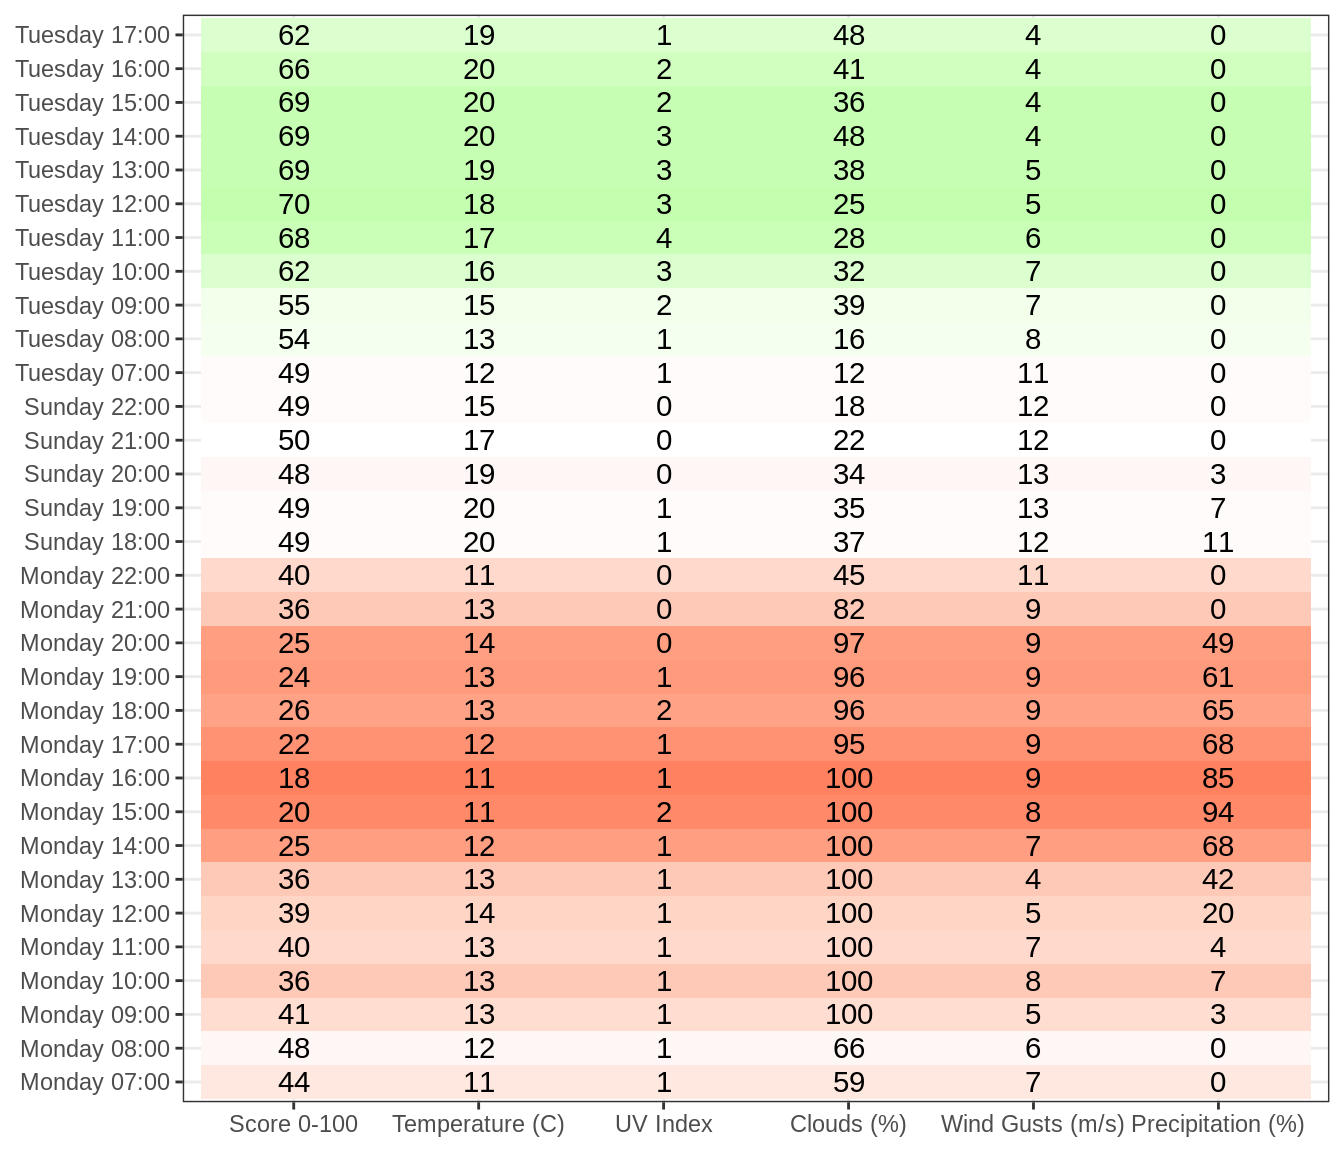 Tuesday 17:00 62 19 1 48 4 0
Tuesday 16:00 66 20 2 41 4 0
Tuesday 15:00 69 20 2 36 4 0
Tuesday 14:00 69 20 3 48 4 0
Tuesday 13:00 69 19 3 38 5 0
Tuesday 12:00 70 18 3 25 5 0
Tuesday 11:00 68 17 4 28 6 0
Tuesday 10:00 62 16 3 32 7 0
Tuesday 09:00 55 15 2 39 7 0
Tuesday 08:00 54 13 1 16 8 0
Tuesday 07:00 49 12 1 12 11 0
Sunday 22:00 49 15 0 18 12 0
Sunday 21:00 50 17 0 22 12 0
Sunday 20:00 48 19 0 34 13 3
Sunday 19:00 49 20 1 35 13 7
Sunday 18:00 49 20 1 37 12 11
Monday 22:00 40 11 0 45 11 0
Monday 21:00 36 13 0 82 9 0
Monday 20:00 25 14 0 97 9 49
Monday 19:00 24 13 1 96 9 61
Monday 18:00 26 13 2 96 9 65
Monday 17:00 22 12 1 95 9 68
Monday 16:00 18 11 1 100 9 85
Monday 15:00 20 11 2 100 8 94
Monday 14:00 25 12 1 100 7 68
Monday 13:00 36 13 1 100 4 42
Monday 12:00 39 14 1 100 5 20
Monday 11:00 40 13 1 100 7 4
Monday 10:00 36 13 1 100 8 7
Monday 09:00 41 13 1 100 5 3
Monday 08:00 48 12 1 66 6 0
Monday 07:00 44 11 1 59 7 0
Score 0-100 Temperature (C) UV Index Clouds (%) Wind Gusts (m/s) Precipitation (%)